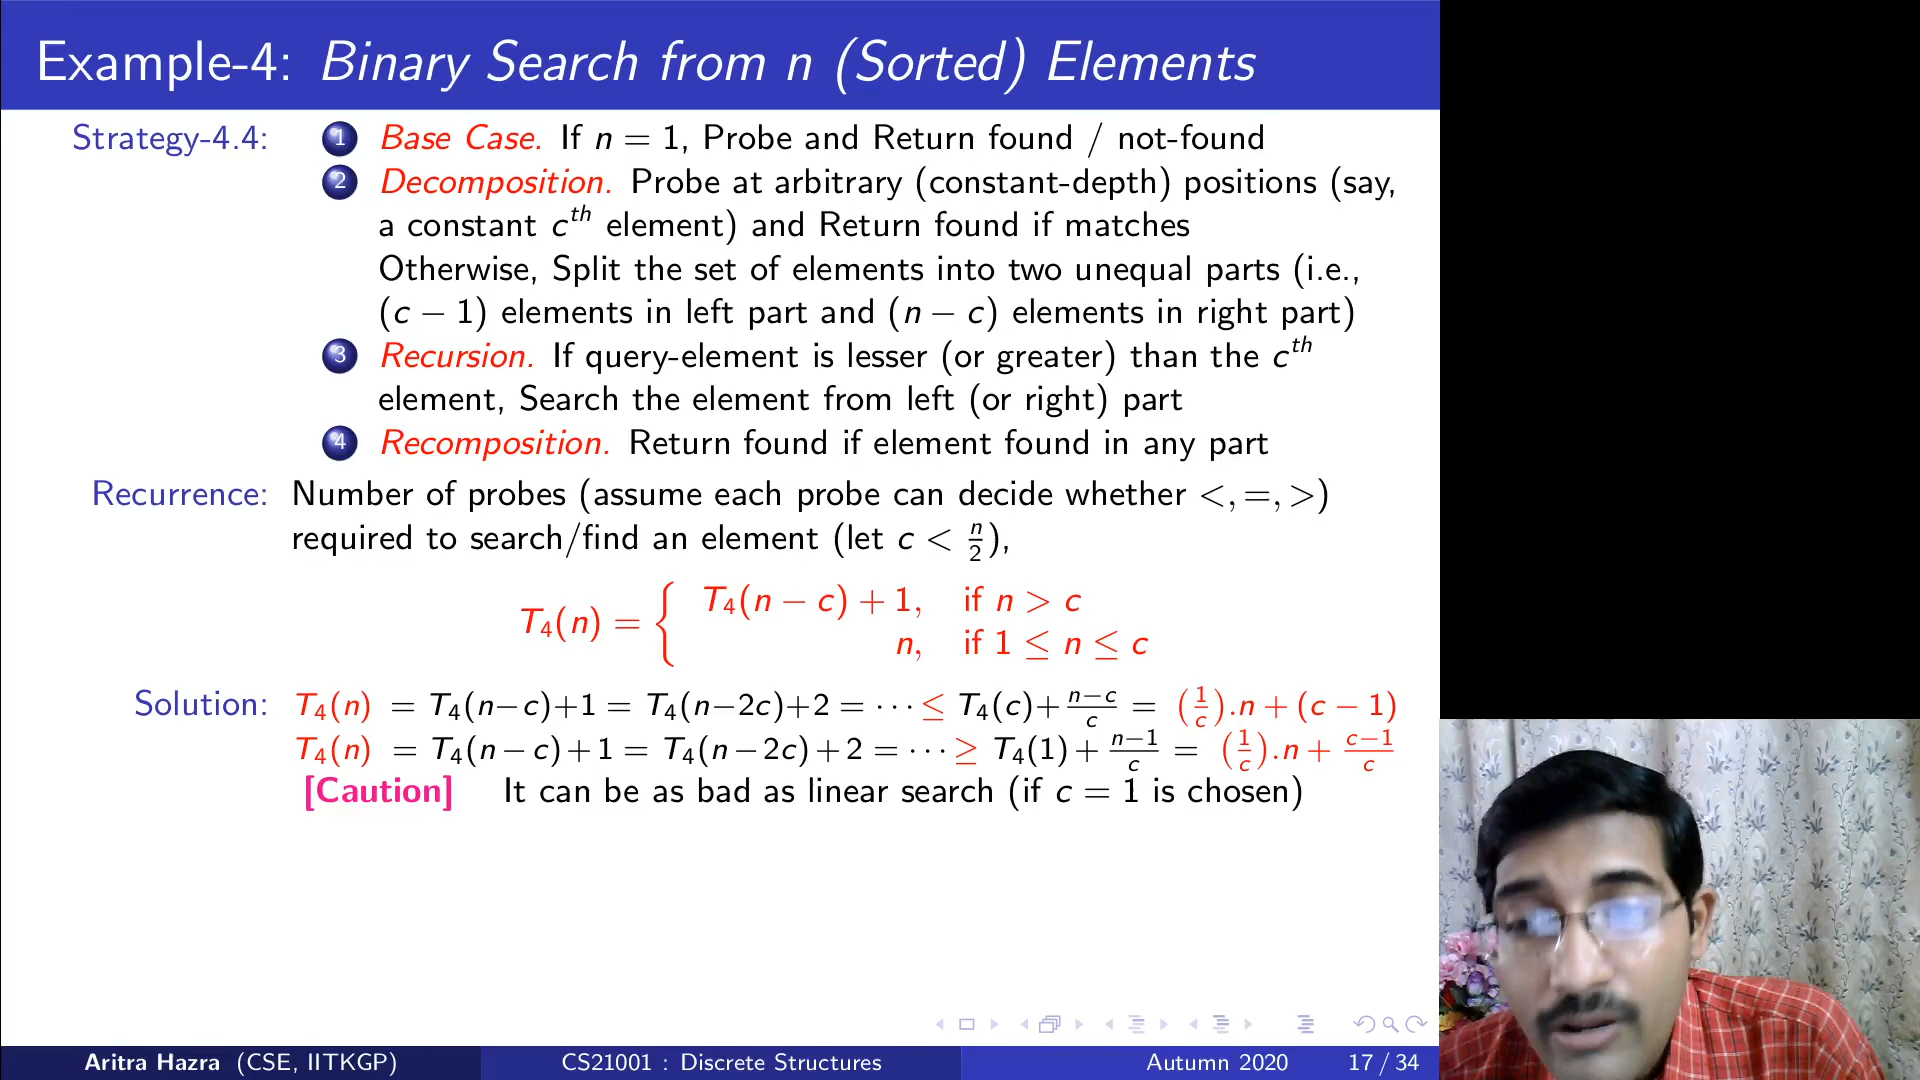 Example-4: Binary Search from n (Sorted) Elements
Strategy-4.4: 1 Base Case. If n = 1, Probe and Return found / not-found
2 Decomposition. Probe at arbitrary (constant-depth) positions (say,
a constant c^th element) and Return found if matches
Otherwise, Split the set of elements into two unequal parts (i.e.,
(c − 1) elements in left part and (n − c) elements in right part)
3 Recursion. If query-element is lesser (or greater) than the c^th
element, Search the element from left (or right) part
4 Recomposition. Return found if element found in any part
Recurrence: Number of probes (assume each probe can decide whether <, =, >)
required to search/find an element (let c < n/2),
T₄(n) = { T₄(n − c) + 1, if n > c
n, if 1 ≤ n ≤ c
Solution: T₄(n) = T₄(n−c)+1 = T₄(n−2c)+2 = ··· ≤ T₄(c)+ (n−c)/c = (1/c).n + (c − 1)
T₄(n) = T₄(n − c) + 1 = T₄(n − 2c) + 2 = ··· ≥ T₄(1) + (n−1)/c = (1/c).n + (c−1)/c
[Caution] It can be as bad as linear search (if c = 1 is chosen)
Aritra Hazra (CSE, IITKGP) CS21001 : Discrete Structures Autumn 2020 17 / 34